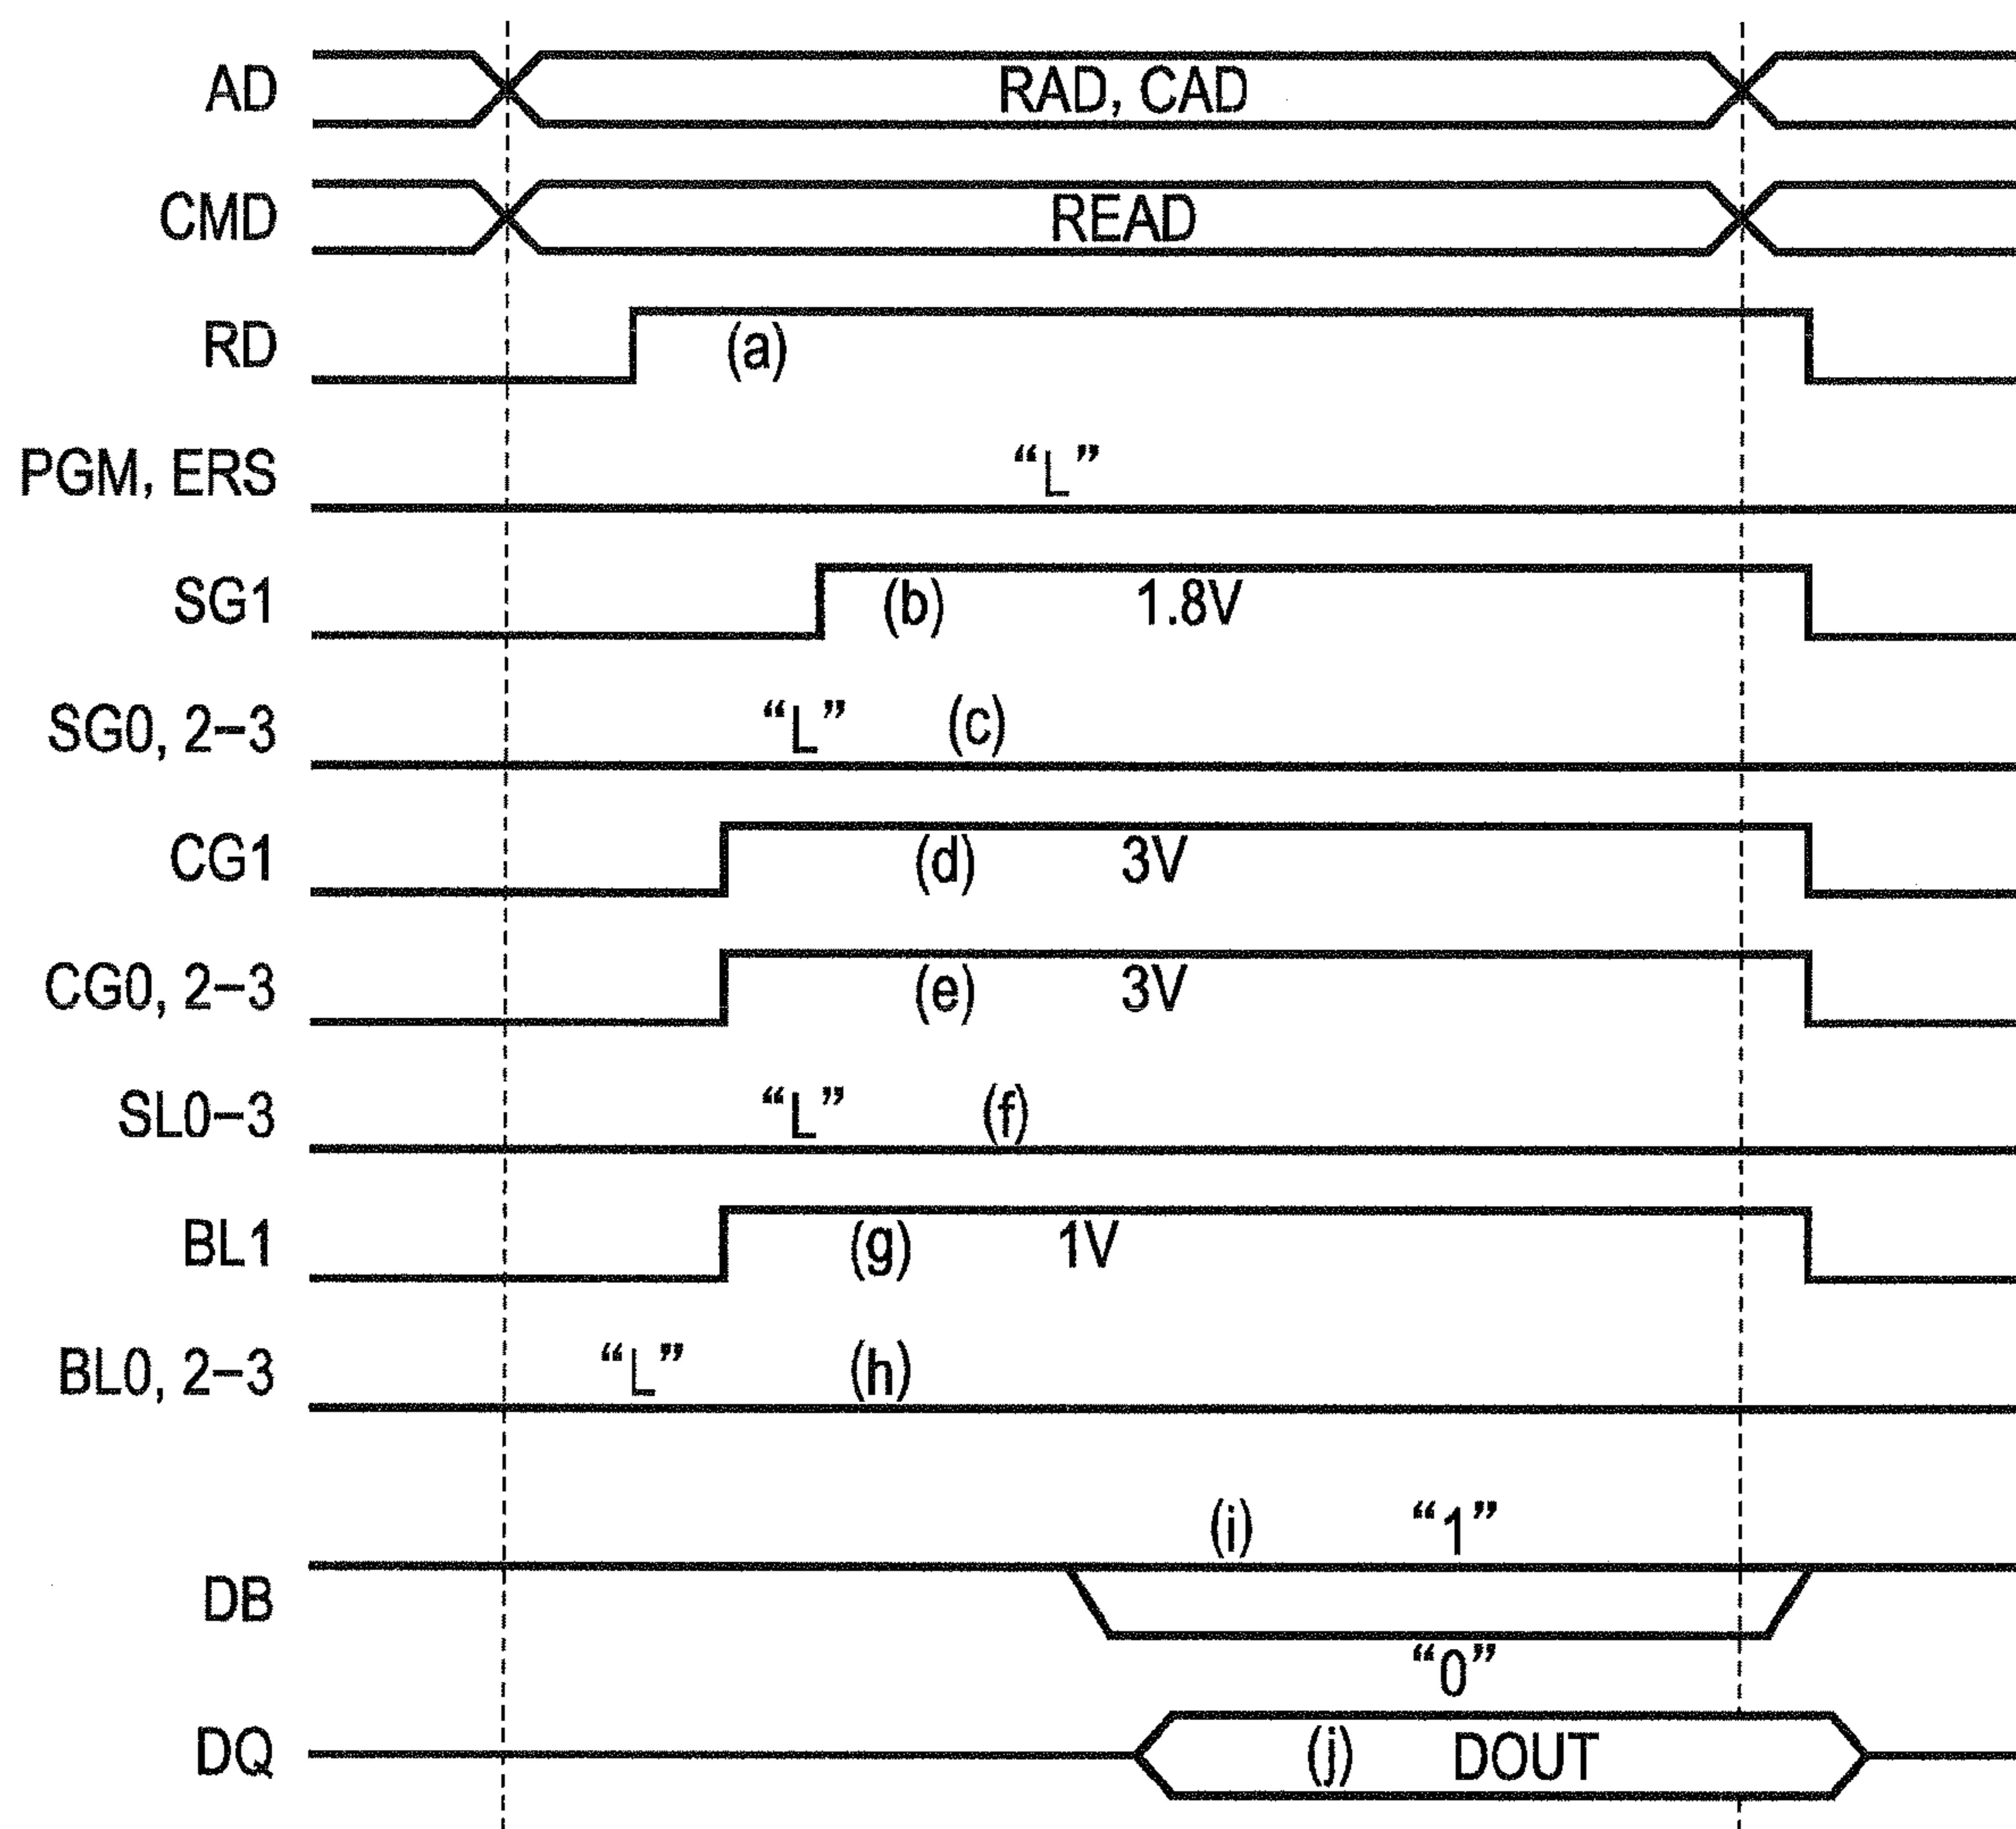 AD RAD, CAD
CMD READ
RD (a)
PGM, ERS “L”
SG1 (b) 1.8V
SG0, 2−3 “L” (c)
CG1 (d) 3V
CG0, 2−3 (e) 3V
SL0−3 “L” (f)
BL1 (g) 1V
BL0, 2−3 “L” (h)
(i) “1”
DB
“0”
DQ (j) DOUT